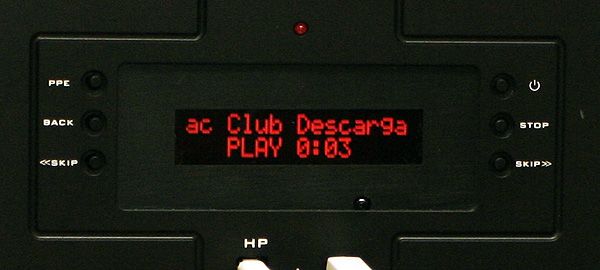 PPE
BACK
<<SKIP
ac Club Descarga
PLAY 0:03
STOP
SKIP>>
HP